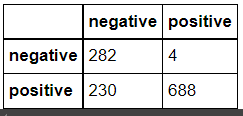 negative positive
negative 282 4
positive 230 688